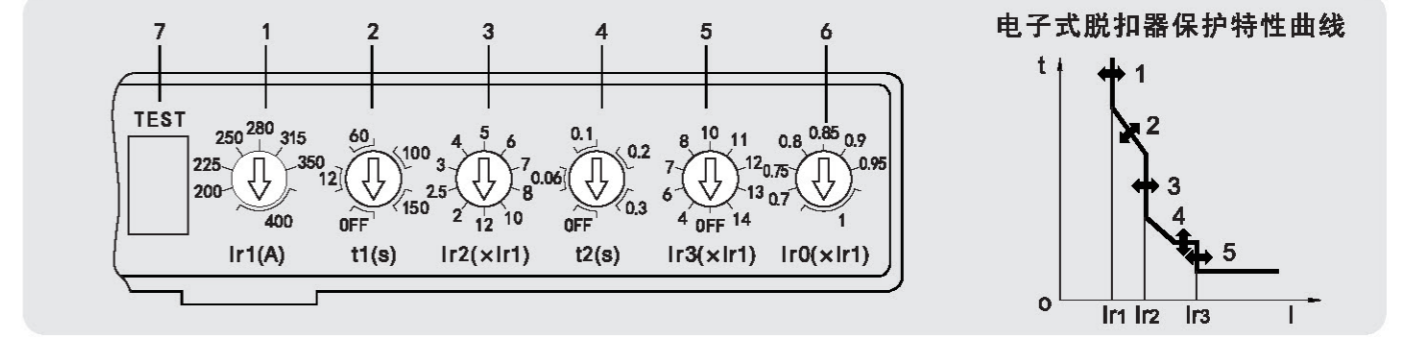 7 1 2 3 4 5 6
TEST
200 225 250 280 315 350 400
Ir1(A)
OFF 12 60 100 150
t1(s)
2 2.5 3 4 5 6 7 8 10 12
Ir2(×Ir1)
OFF 0.06 0.1 0.2 0.3
t2(s)
4 6 7 8 10 11 12 13 14 OFF
Ir3(×Ir1)
0.7 0.75 0.8 0.85 0.9 0.95 1
Ir0(×Ir1)
电子式脱扣器保护特性曲线
t
1
2
3
4
5
o
Ir1 Ir2 Ir3 I